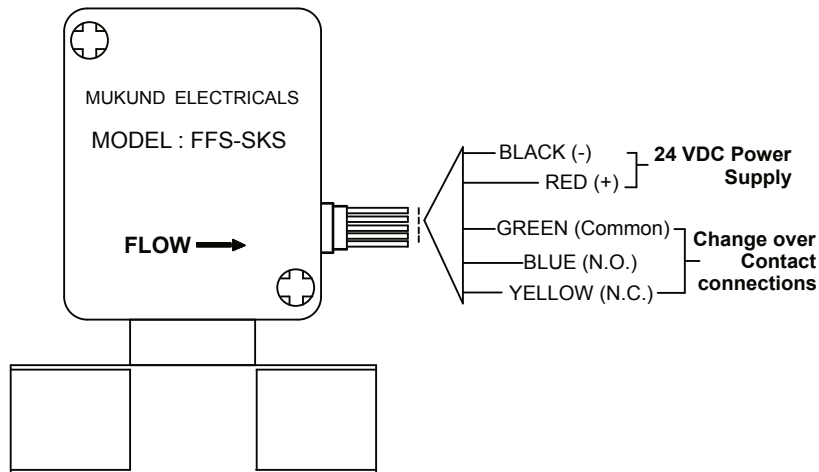 MUKUND ELECTRICALS
MODEL : FFS-SKS
FLOW
BLACK (-)
RED (+)
24 VDC Power
Supply
GREEN (Common)
BLUE (N.O.)
YELLOW (N.C.)
Change over
Contact
connections